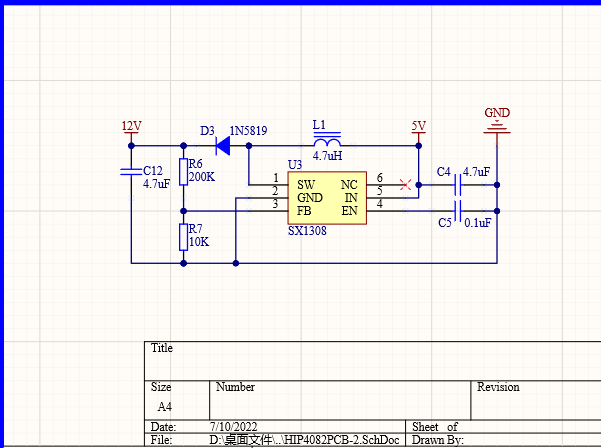 GND
12V
D3
1N5819
L1
5V
4.7uH
C12
4.7uF
R6
200K
U3
1
SW
NC
6
2
GND
IN
5
3
FB
EN
4
SX1308
C4
4.7uF
C5
0.1uF
R7
10K
Title
Size
Number
Revision
A4
Date:
7/10/2022
Sheet of
File:
D:\桌面文件\..\HIP4082PCB-2.SchDoc
Drawn By: